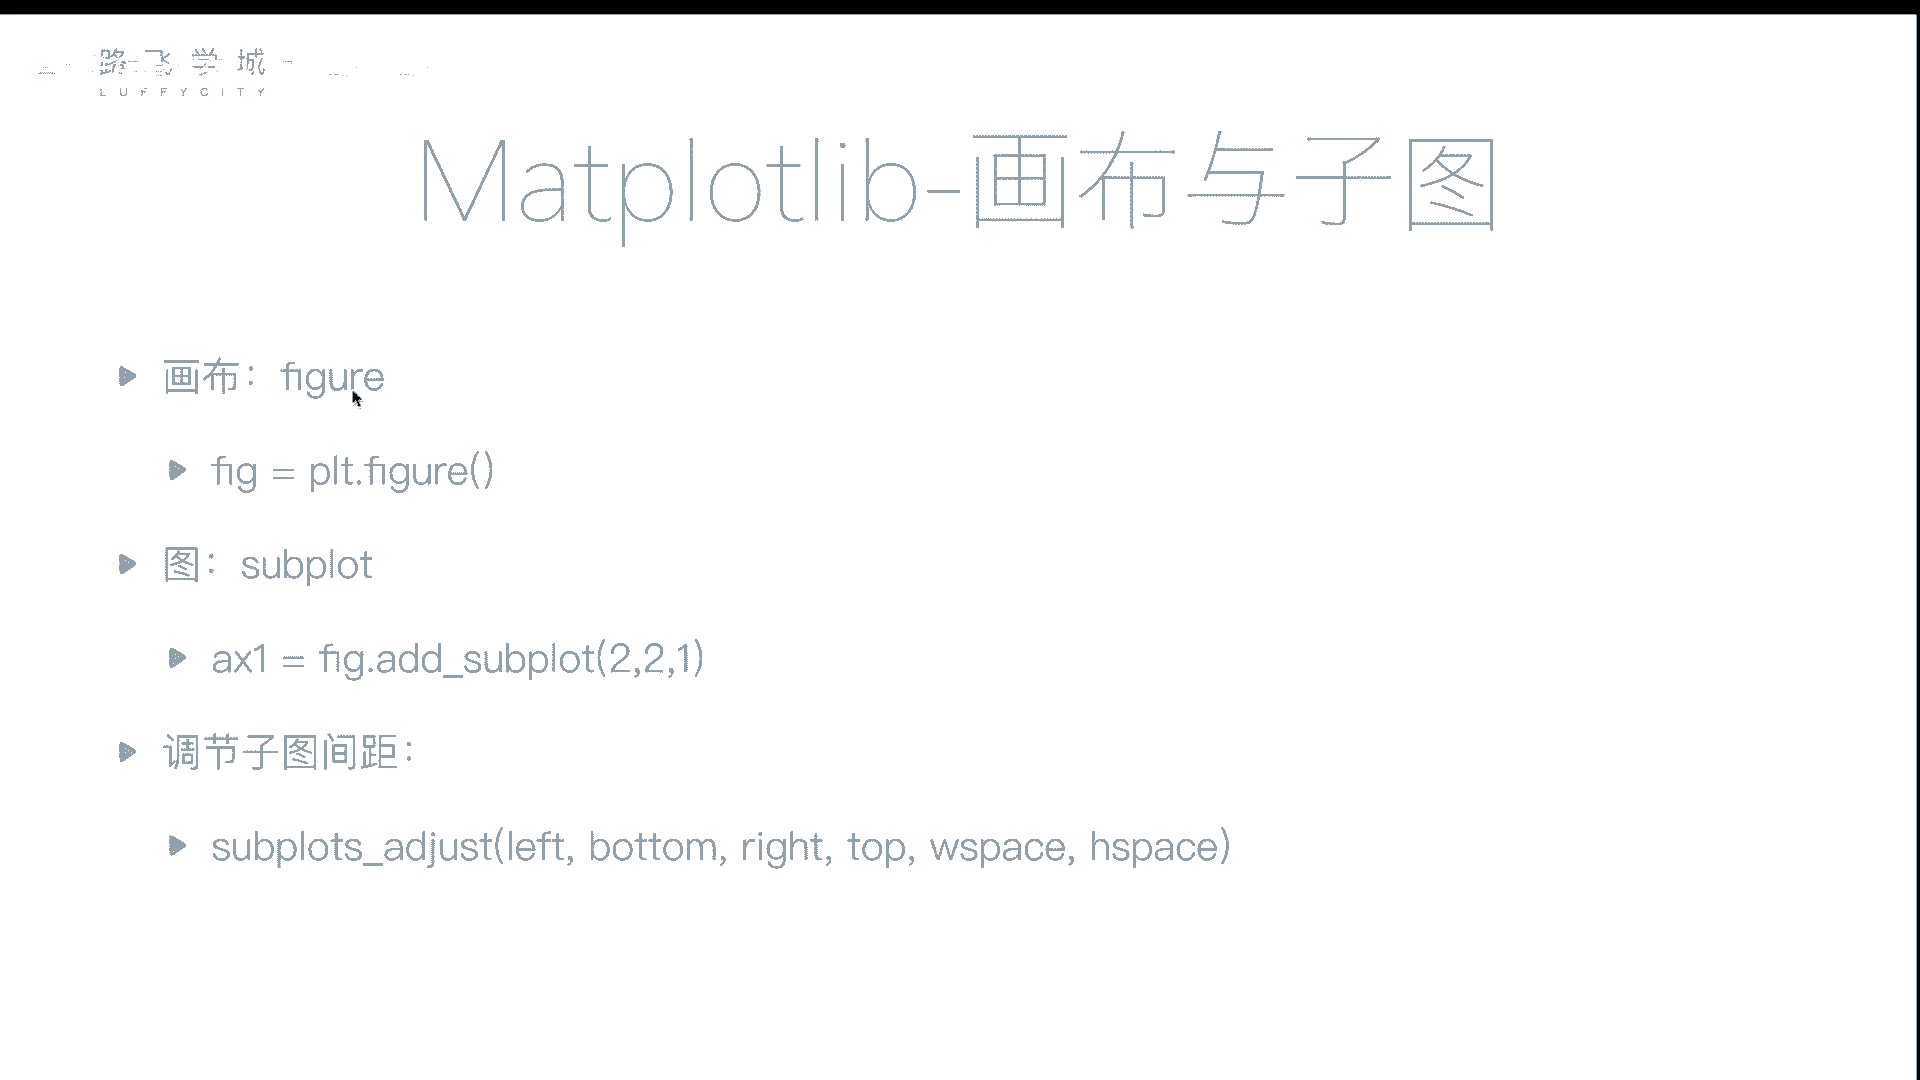 路飞学城
LUFFYCITY
Matplotlib-画布与子图
画布：figure
fig = plt.figure()
图：subplot
ax1 = fig.add_subplot(2,2,1)
调节子图间距：
subplots_adjust(left, bottom, right, top, wspace, hspace)